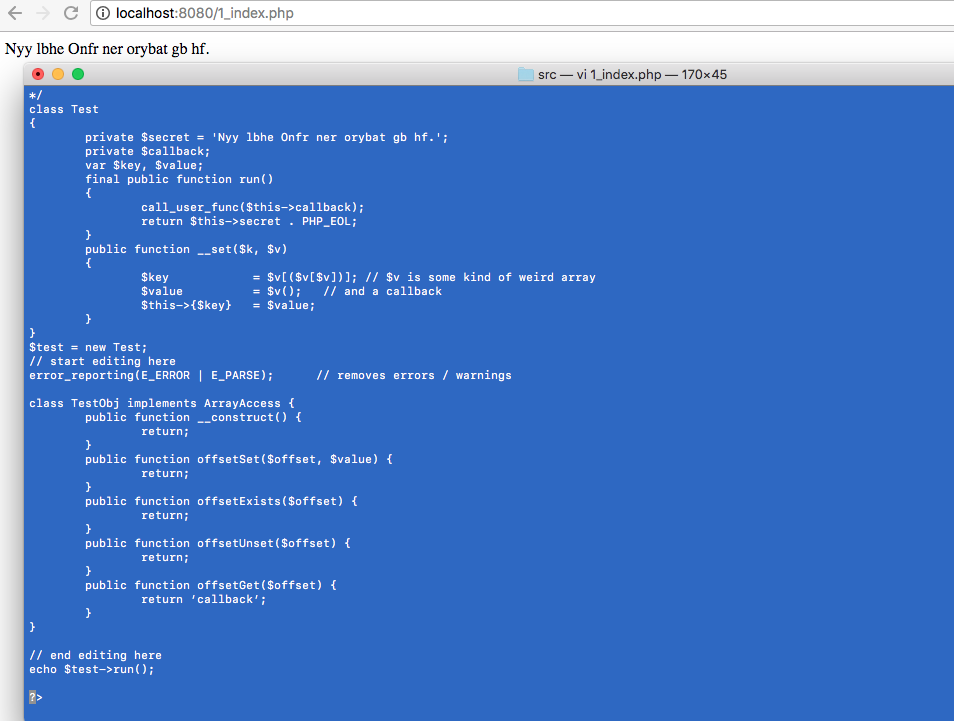 localhost:8080/1_index.php
Nyy lbhe Onfr ner orybat gb hf.
src — vi 1_index.php — 170×45
*/
class Test
{
        private $secret = 'Nyy lbhe Onfr ner orybat gb hf.';
        private $callback;
        var $key, $value;
        final public function run()
        {
                call_user_func($this->callback);
                return $this->secret . PHP_EOL;
        }
        public function __set($k, $v)
        {
                $key            = $v[($v[$v])]; // $v is some kind of weird array
                $value          = $v();   // and a callback
                $this->{$key}   = $value;
        }
}
$test = new Test;
// start editing here
error_reporting(E_ERROR | E_PARSE);      // removes errors / warnings

class TestObj implements ArrayAccess {
        public function __construct() {
                return;
        }
        public function offsetSet($offset, $value) {
                return;
        }
        public function offsetExists($offset) {
                return;
        }
        public function offsetUnset($offset) {
                return;
        }
        public function offsetGet($offset) {
                return ‘callback’;
        }
}

// end editing here
echo $test->run();

?>